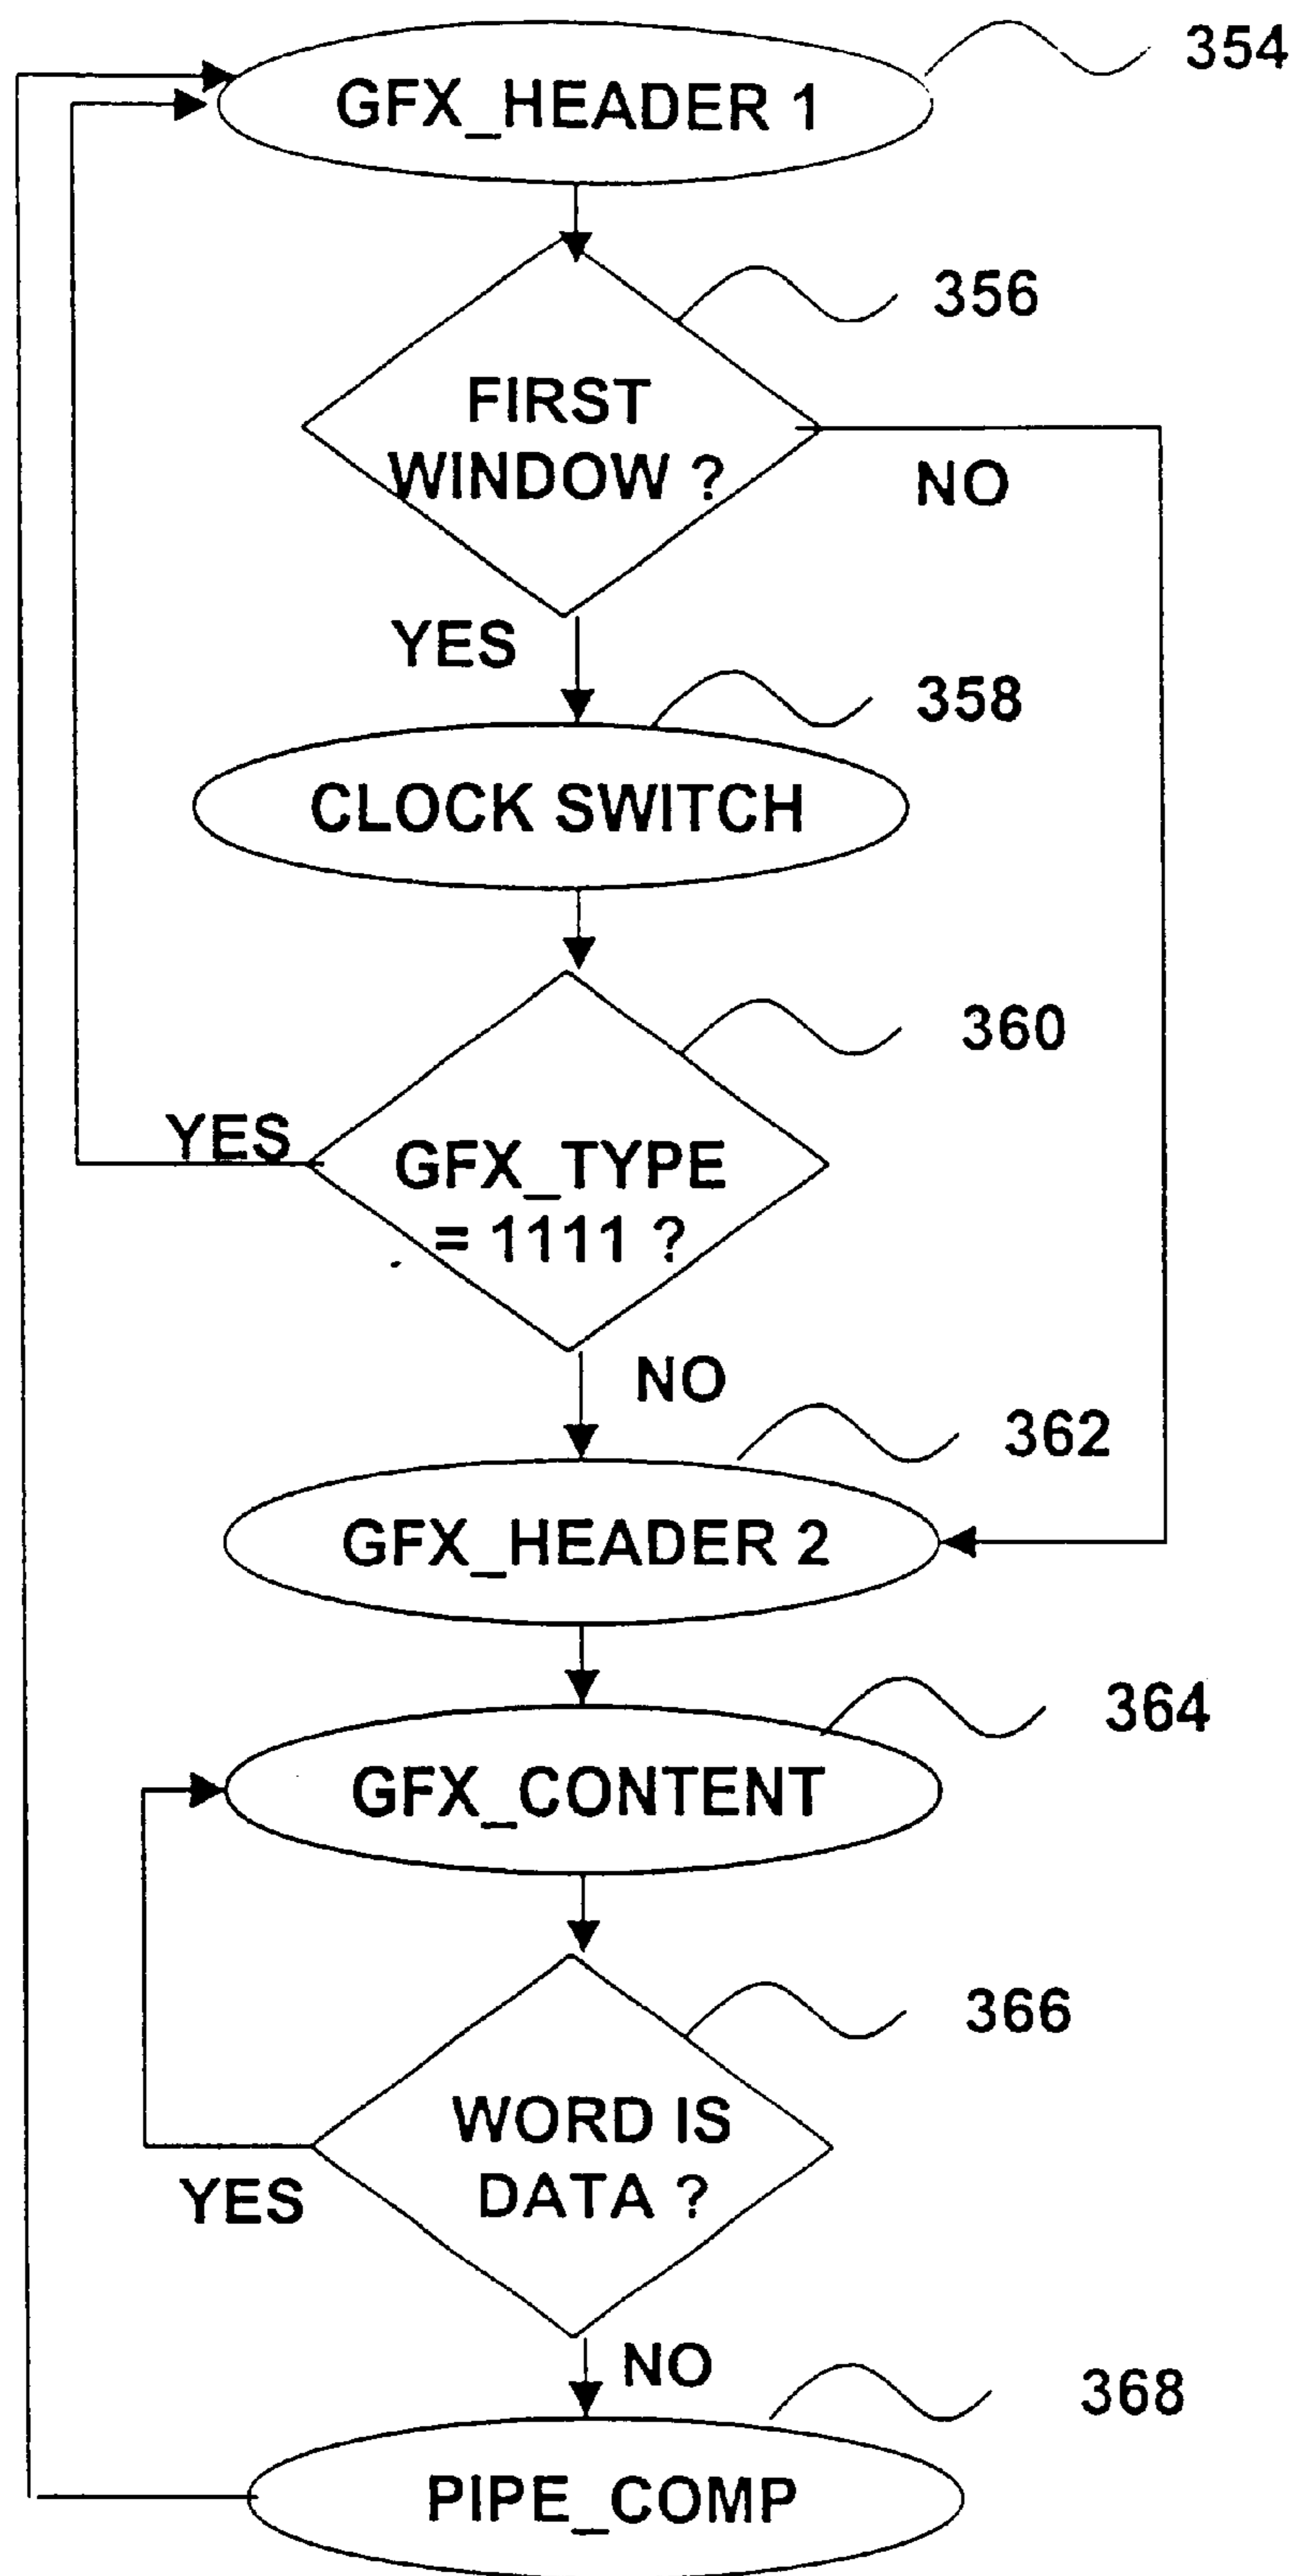 354
GFX_HEADER 1
356
FIRST
WINDOW ?
NO
YES
358
CLOCK SWITCH
360
YES
GFX_TYPE
= 1111 ?
NO
362
GFX_HEADER 2
364
GFX_CONTENT
366
WORD IS
DATA ?
YES
NO
368
PIPE_COMP